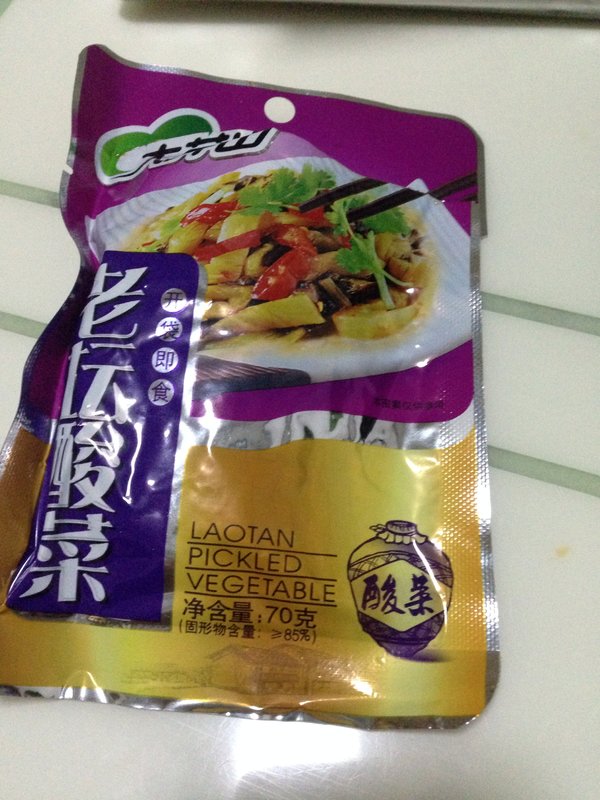 老坛酸菜
开袋即食
LAOTAN
PICKLED
VEGETABLE
净含量:70克
(固形物含量: ≥85%)
酸菜